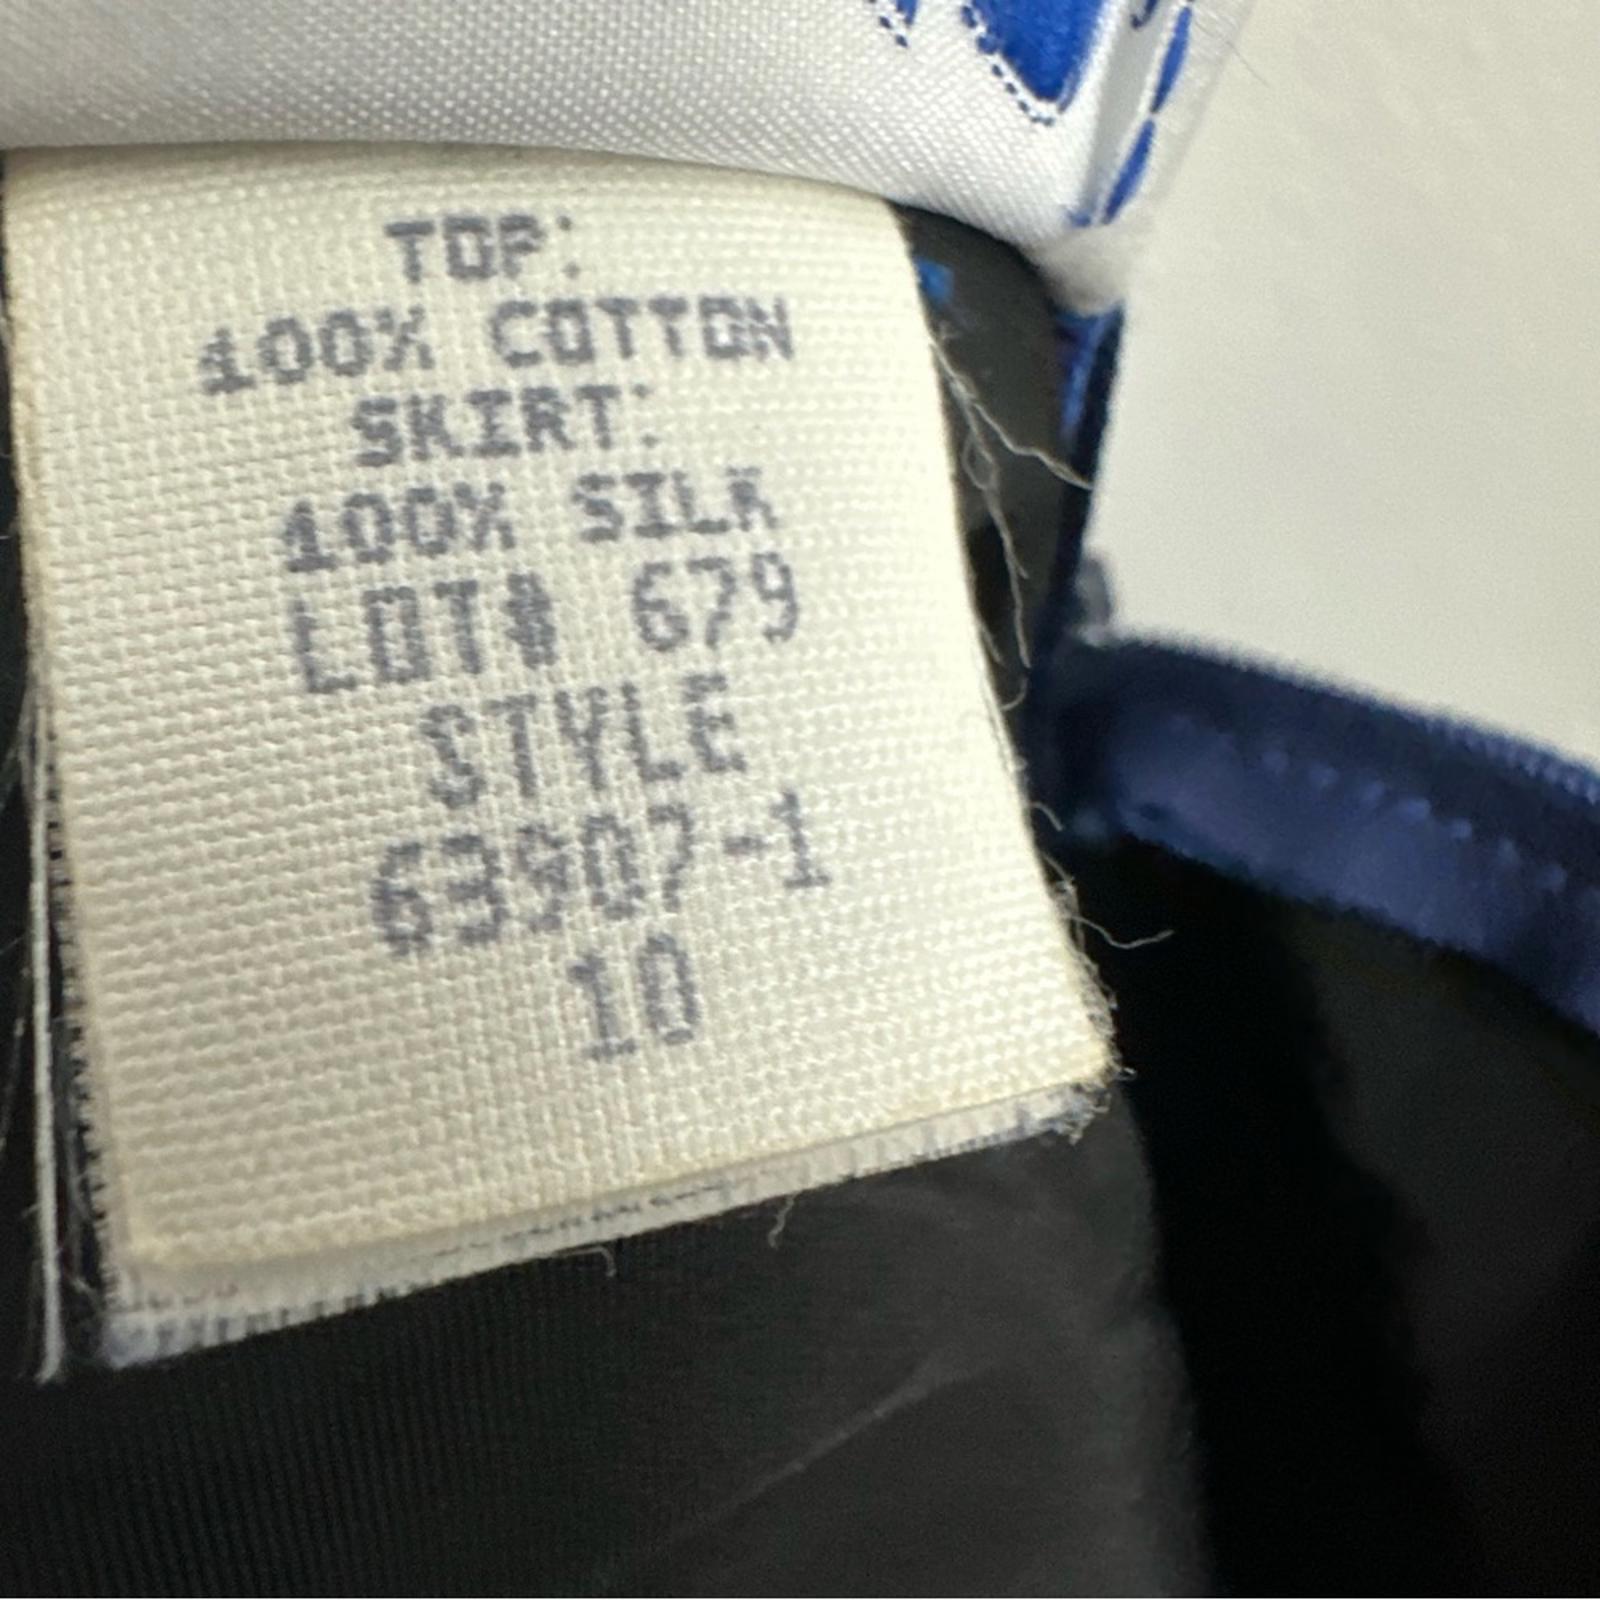 TOP:
100% COTTON
SKIRT:
100% SILK
LOT# 679
STYLE
63907-1
10